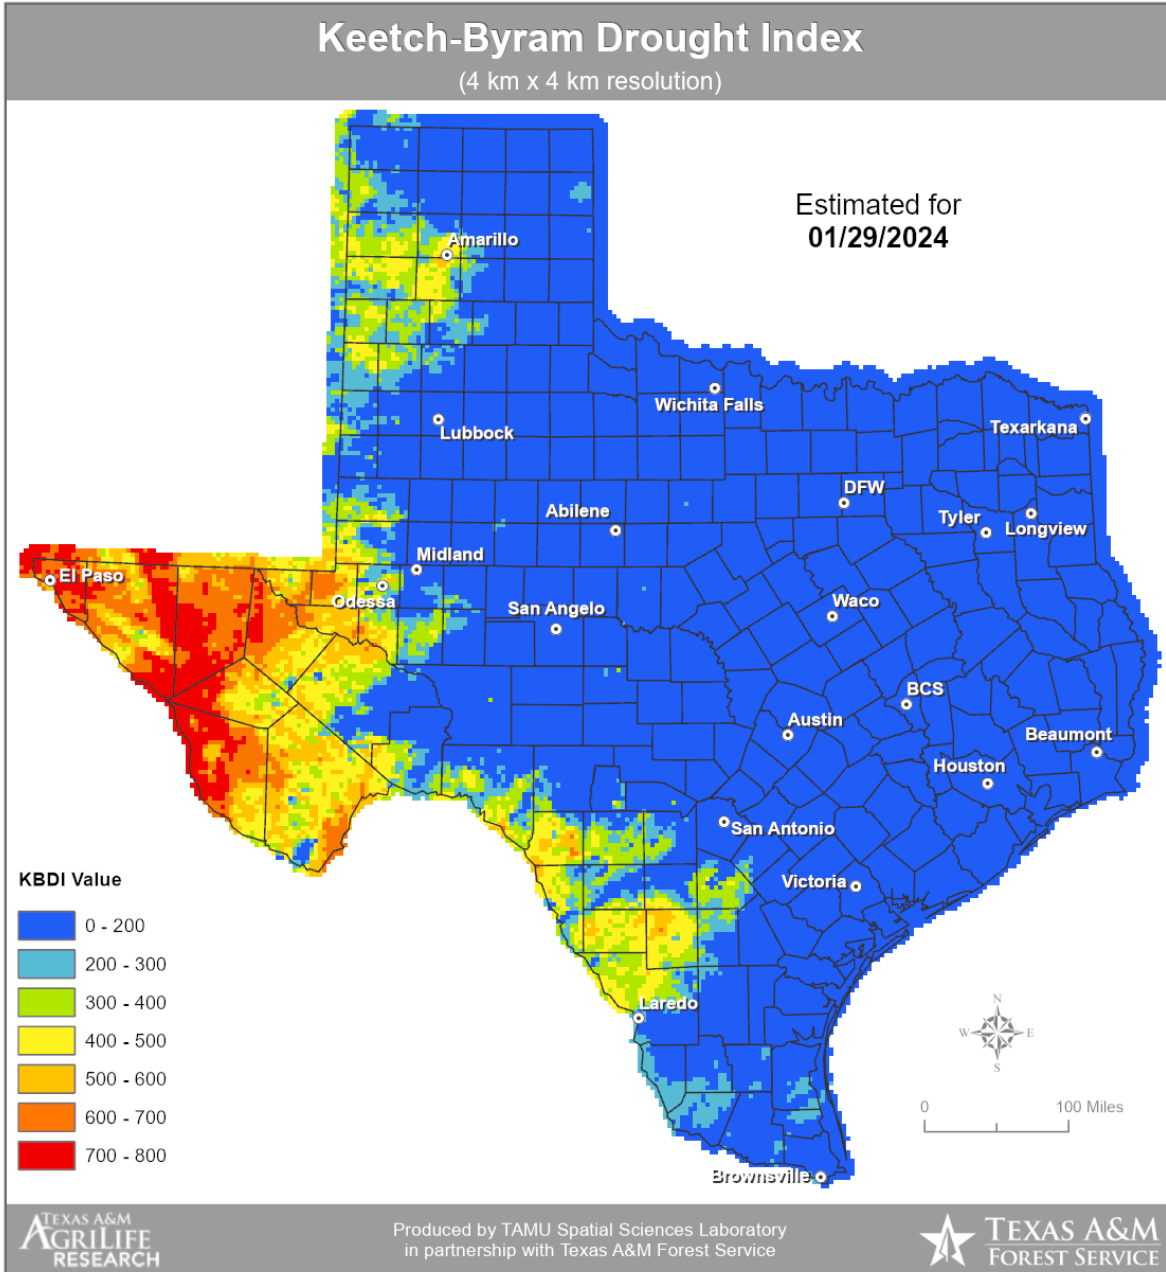 Keetch-Byram Drought Index
(4 km x 4 km resolution)
Estimated for
01/29/2024
Amarillo
Wichita Falls
Lubbock
Texarkana
DFW
Abilene
Tyler
Longview
Midland
El Paso
Odessa
San Angelo
Waco
BCS
Austin
Beaumont
Houston
San Antonio
Victoria
Laredo
Brownsville
KBDI Value
0 - 200
200 - 300
300 - 400
400 - 500
500 - 600
600 - 700
700 - 800
N
W E
S
0 100 Miles
TEXAS A&M
AGRILIFE
RESEARCH
Produced by TAMU Spatial Sciences Laboratory
in partnership with Texas A&M Forest Service
TEXAS A&M
FOREST SERVICE